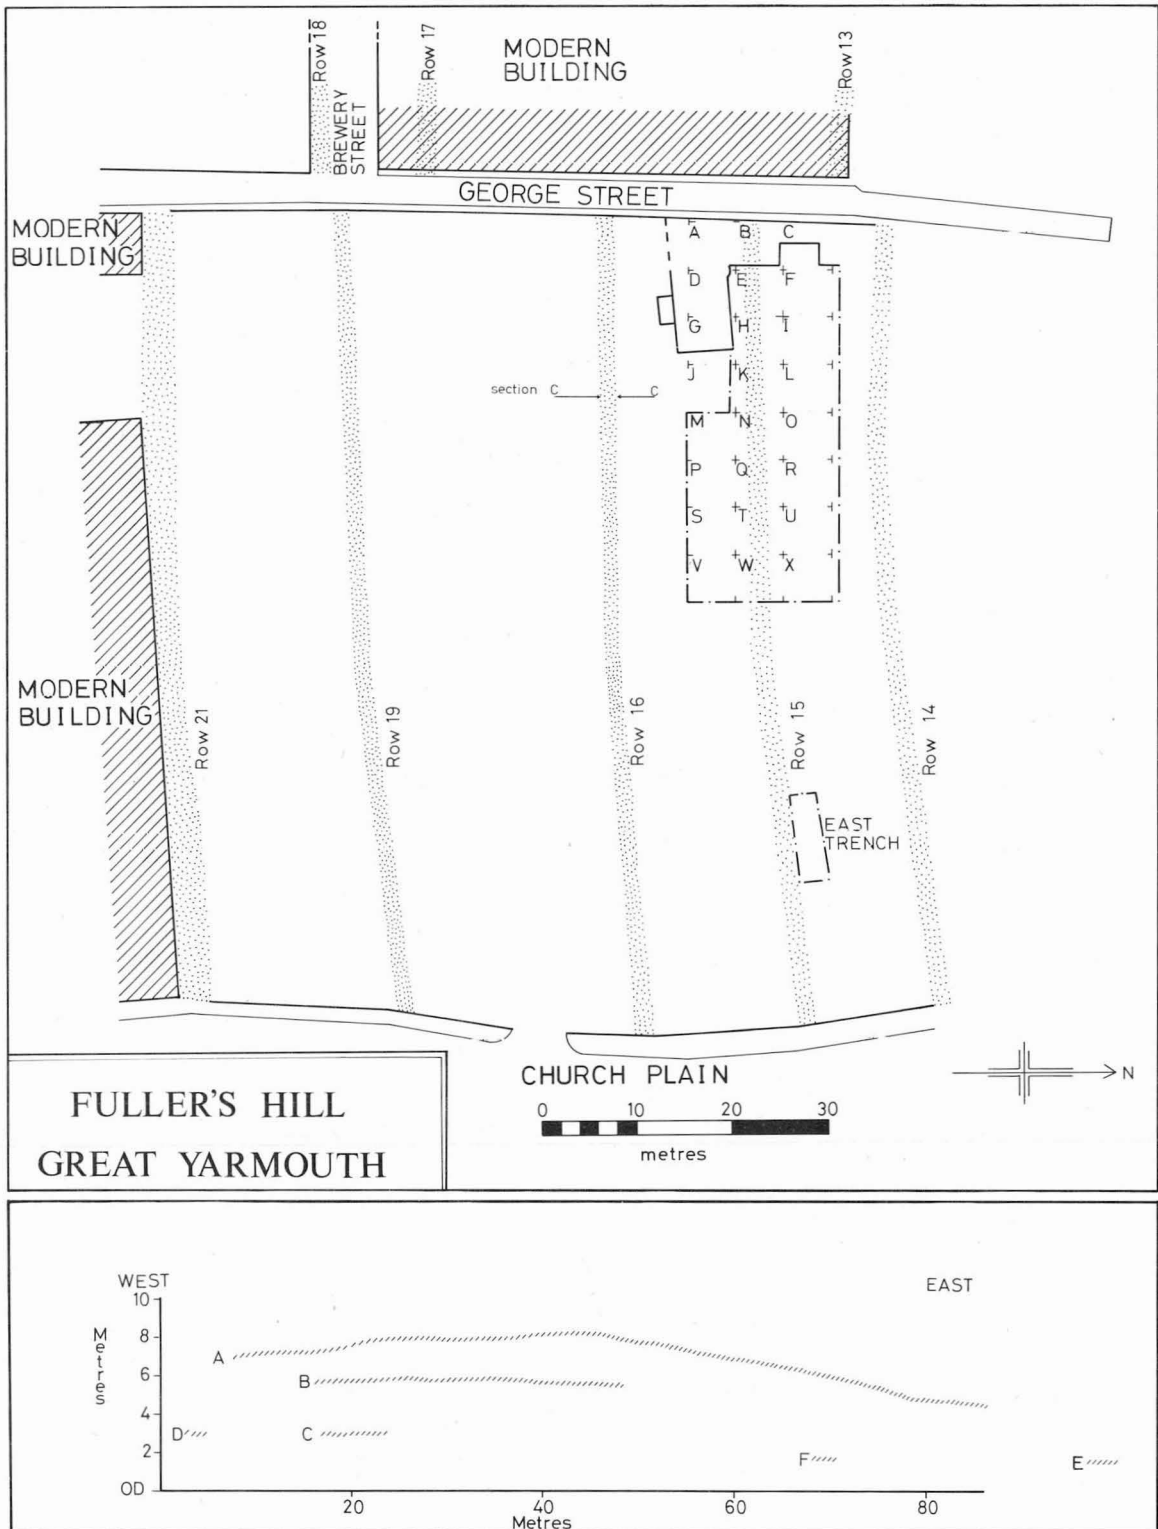 Row 18
Row 17
MODERN
BUILDING
Row 13
BREWERY
STREET
GEORGE STREET
MODERN
BUILDING
A B C
D E F
G H I
J K L
section C C
M N O
P Q R
S T U
V W X
MODERN
BUILDING
Row 21
Row 19
Row 16
Row 15
Row 14
EAST
TRENCH
CHURCH PLAIN
N
0 10 20 30
metres
FULLER'S HILL
GREAT YARMOUTH
WEST
EAST
Metres
10
8
6
4
2
OD
A
B
D
C
F
E
20 40 60 80
Metres